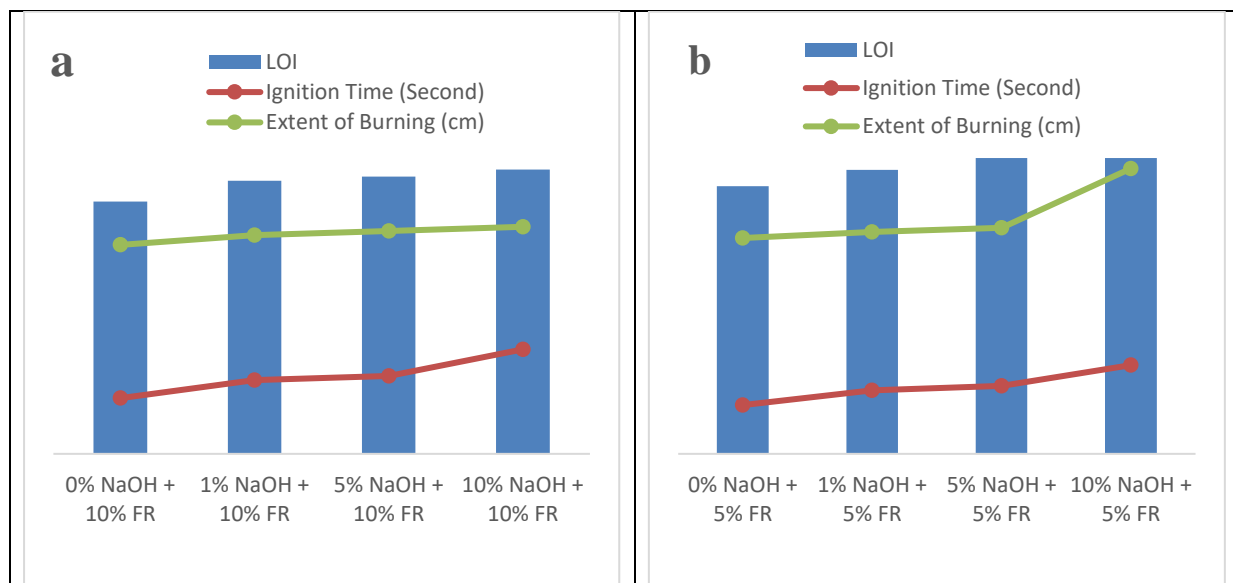 a
LOI
Ignition Time (Second)
Extent of Burning (cm)
0% NaOH + 1% NaOH + 5% NaOH + 10% NaOH +
10% FR 10% FR 10% FR 10% FR
b
LOI
Ignition Time (Second)
Extent of Burning (cm)
0% NaOH + 1% NaOH + 5% NaOH + 10% NaOH +
5% FR 5% FR 5% FR 5% FR